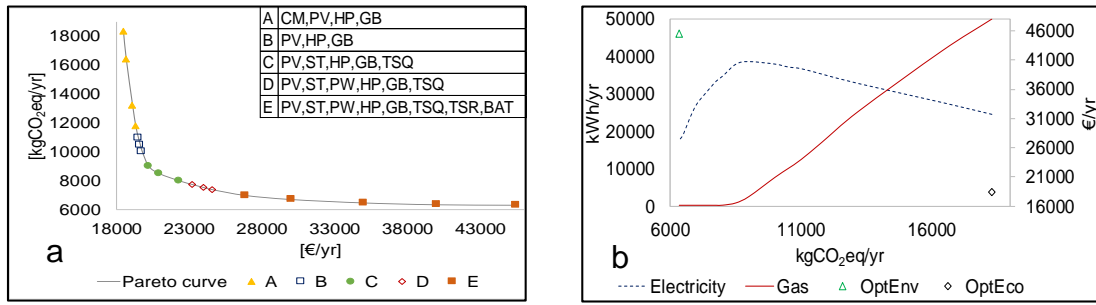 A CM,PV,HP,GB
B PV,HP,GB
C PV,ST,HP,GB,TSQ
D PV,ST,PW,HP,GB,TSQ
E PV,ST,PW,HP,GB,TSQ,TSR,BAT
[kgCO2eq/yr]
18000
16000
14000
12000
10000
8000
6000
18000 23000 28000 33000 38000 43000
[€/yr]
a
Pareto curve A B C D E
kWh/yr
50000
40000
30000
20000
10000
0
46000
41000
36000
31000
26000
21000
16000
€/yr
6000 11000 16000
kgCO2eq/yr
b
Electricity Gas OptEnv OptEco